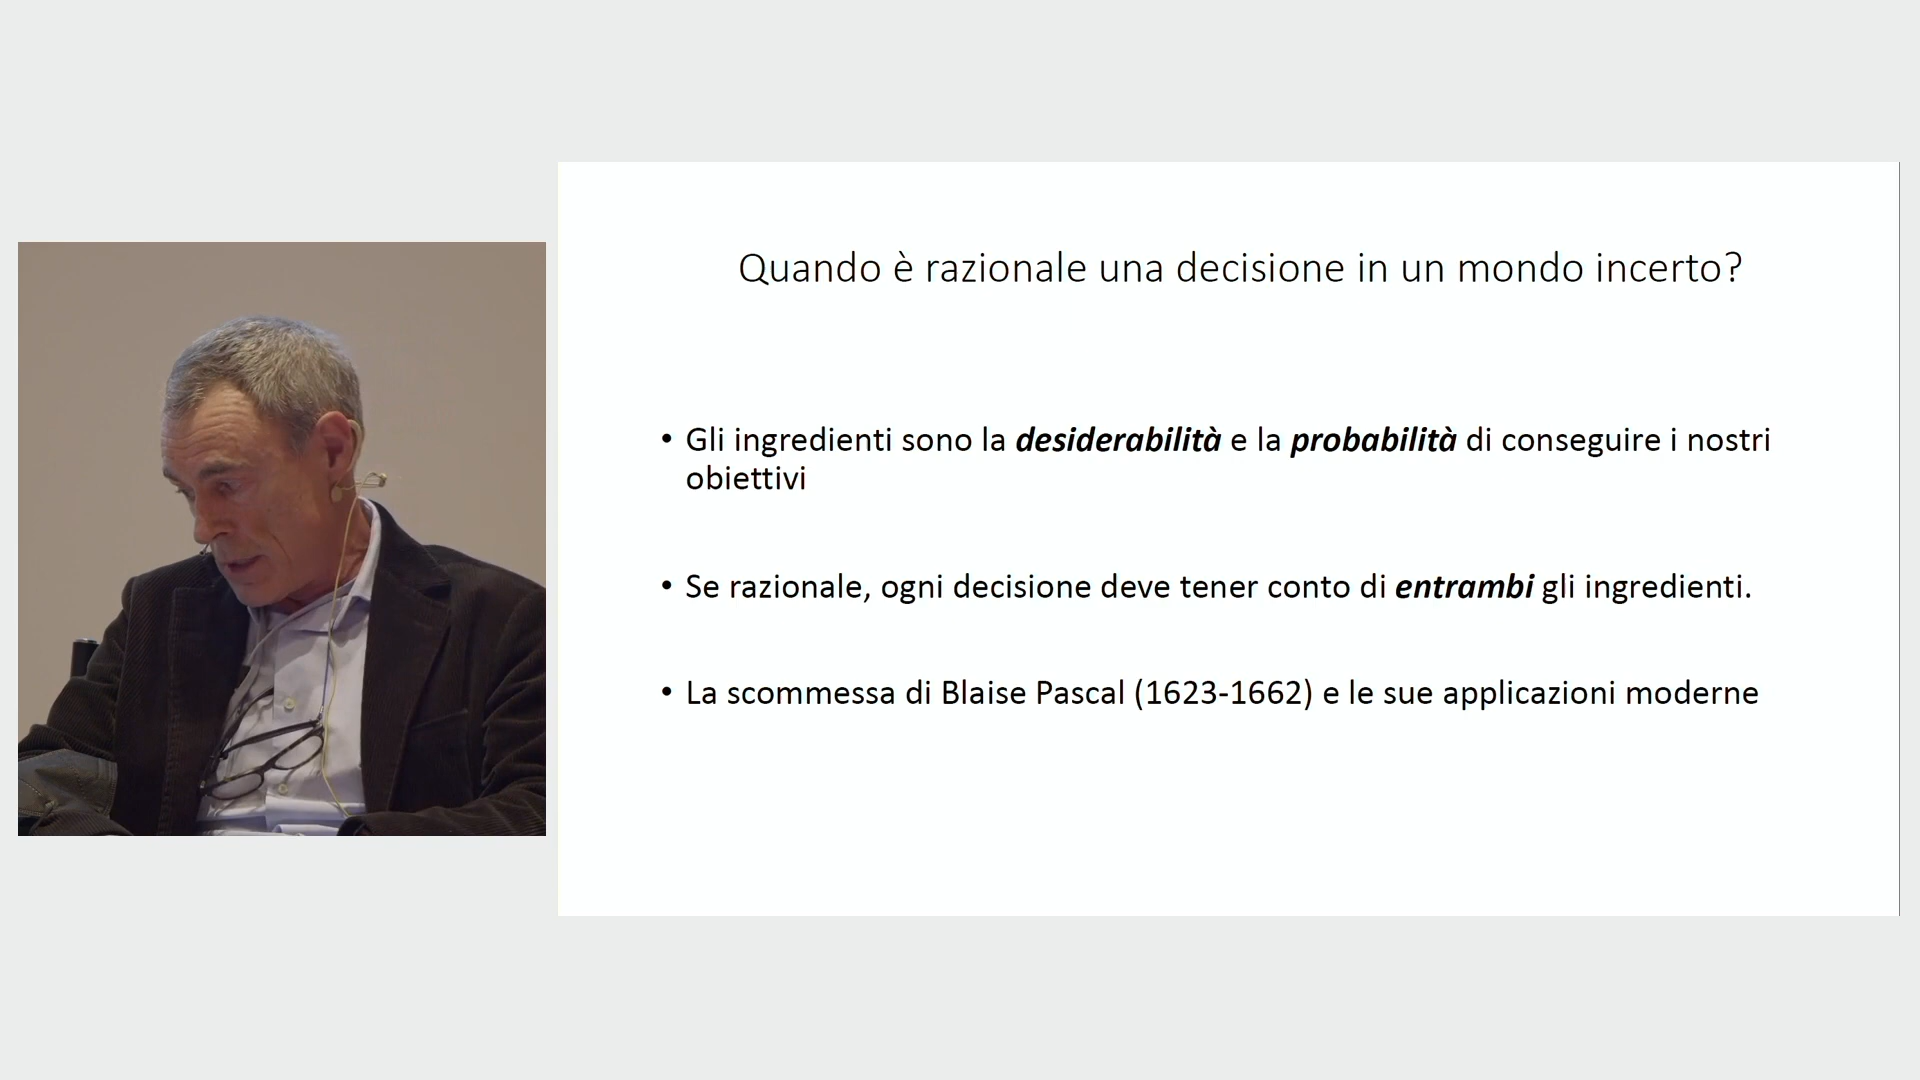 Quando è razionale una decisione in un mondo incerto?
• Gli ingredienti sono la desiderabilità e la probabilità di conseguire i nostri
obiettivi
• Se razionale, ogni decisione deve tener conto di entrambi gli ingredienti.
• La scommessa di Blaise Pascal (1623-1662) e le sue applicazioni moderne